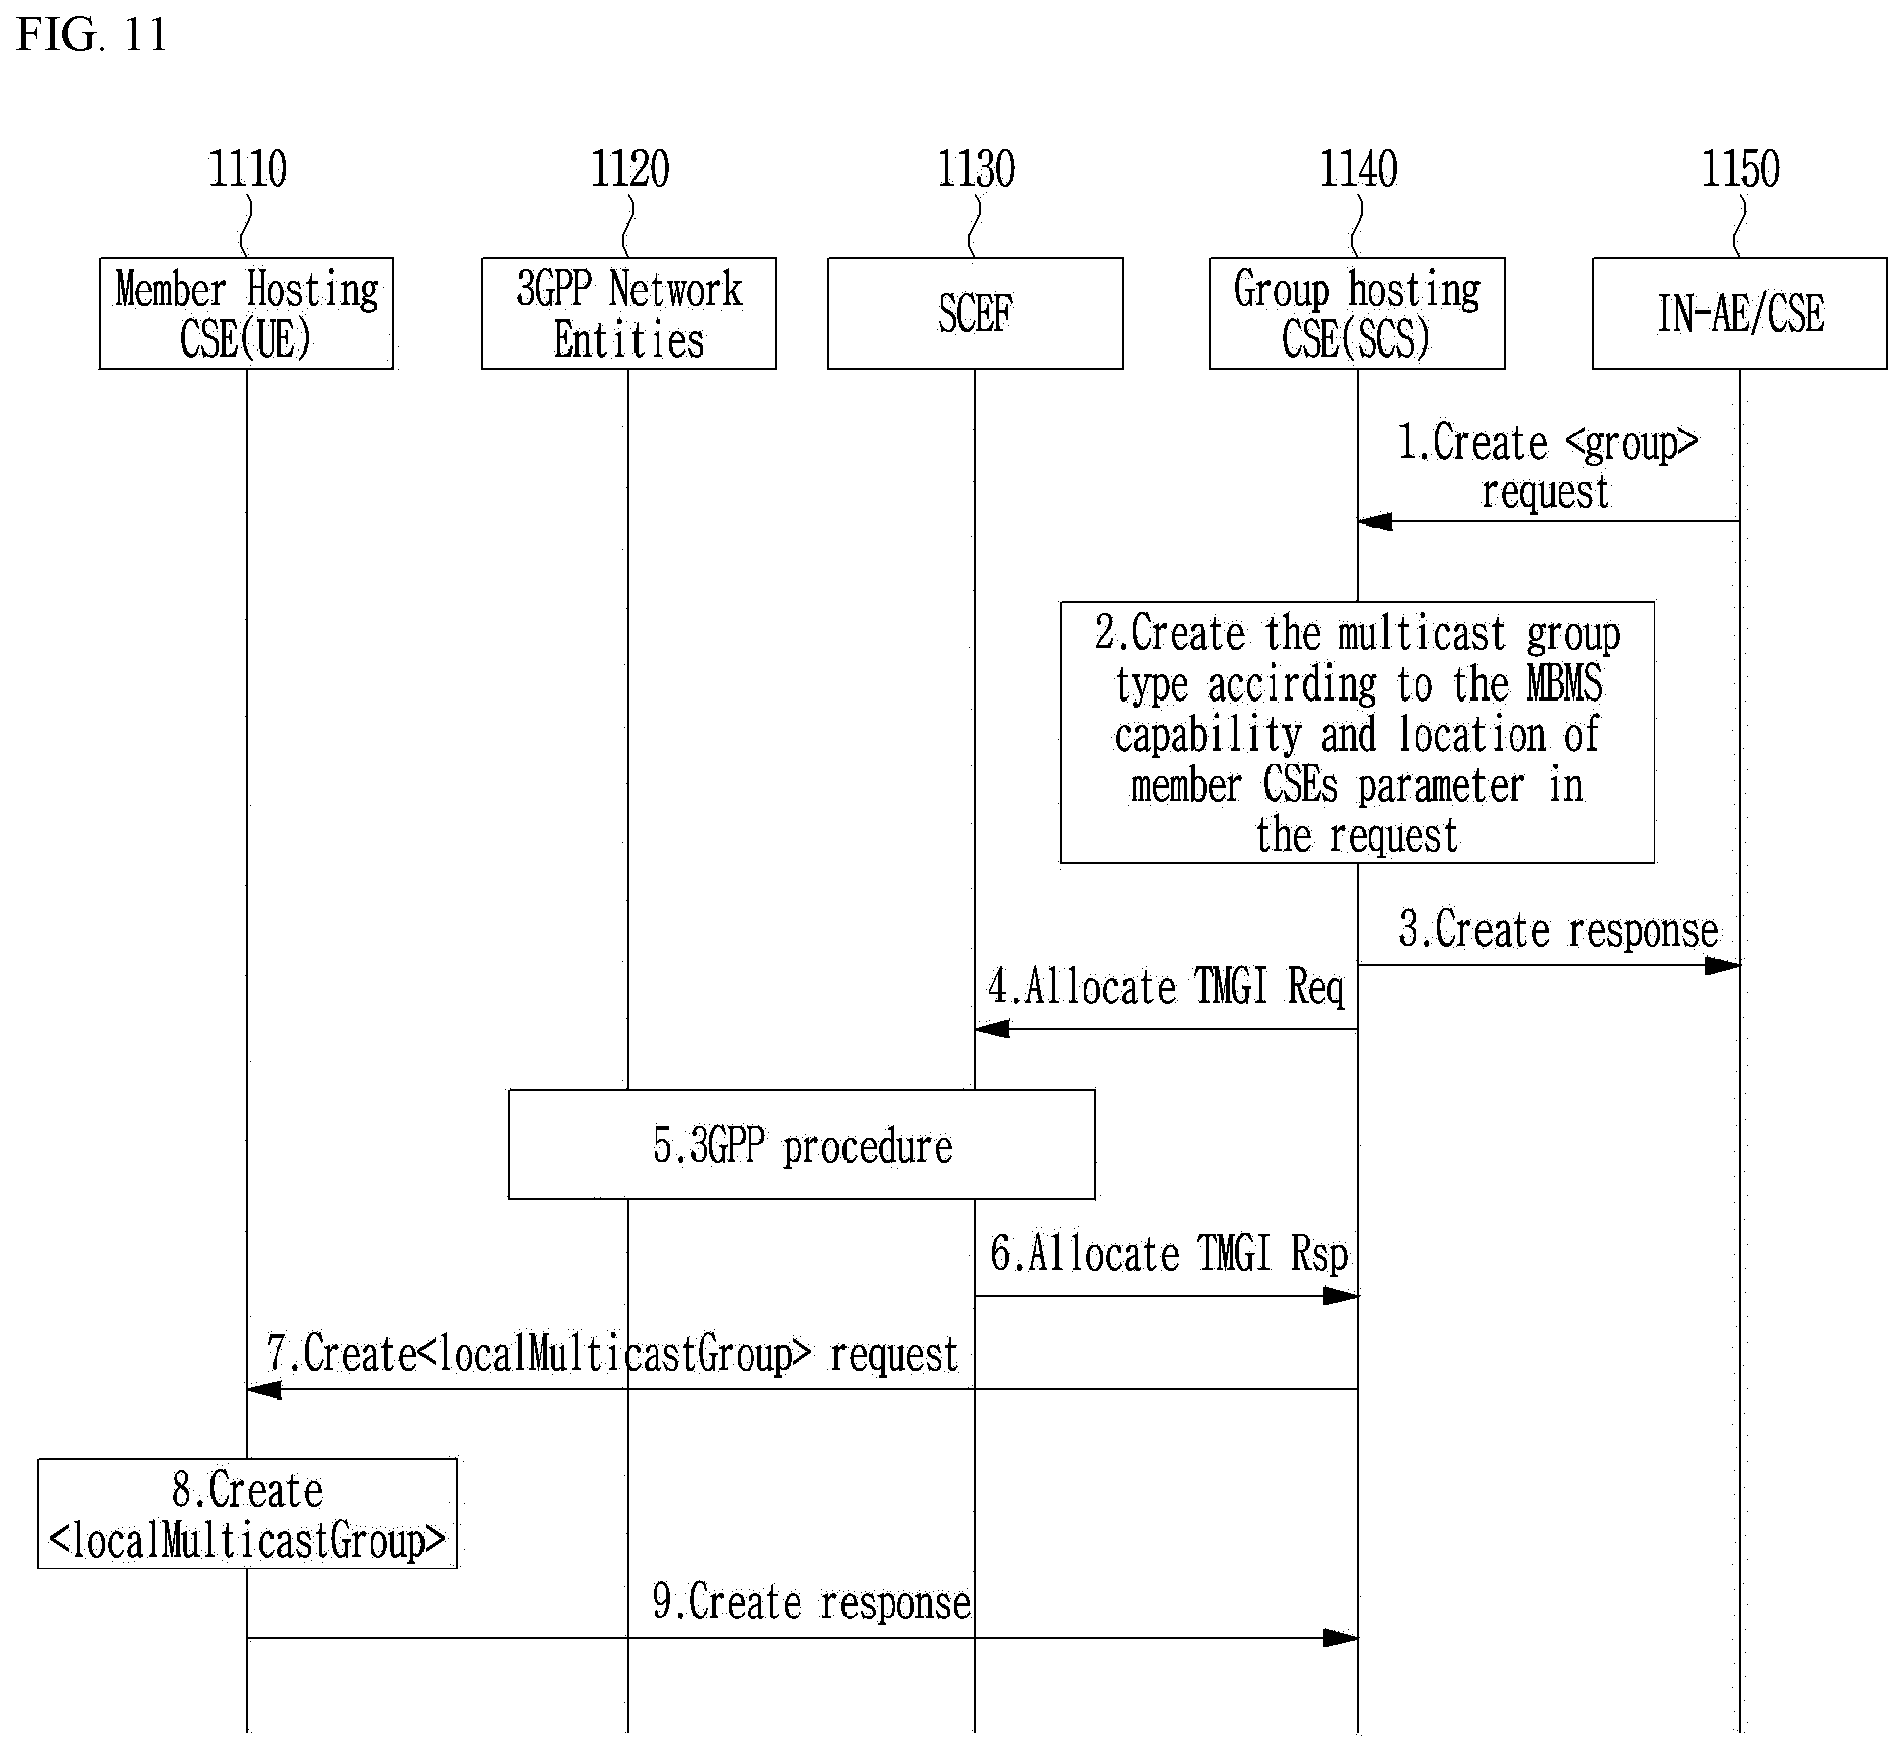 FIG. 11
1110
1120
1130
1140
1150
Member Hosting
CSE(UE)
3GPP Network
Entities
SCEF
Group hosting
CSE(SCS)
IN-AE/CSE
1.Create <group>
request
2.Create the multicast group
type accirding to the MBMS
capability and location of
member CSEs parameter in
the request
3.Create response
4.Allocate TMGI Req
5.3GPP procedure
6.Allocate TMGI Rsp
7.Create<localMulticastGroup> request
8.Create
<localMulticastGroup>
9.Create response